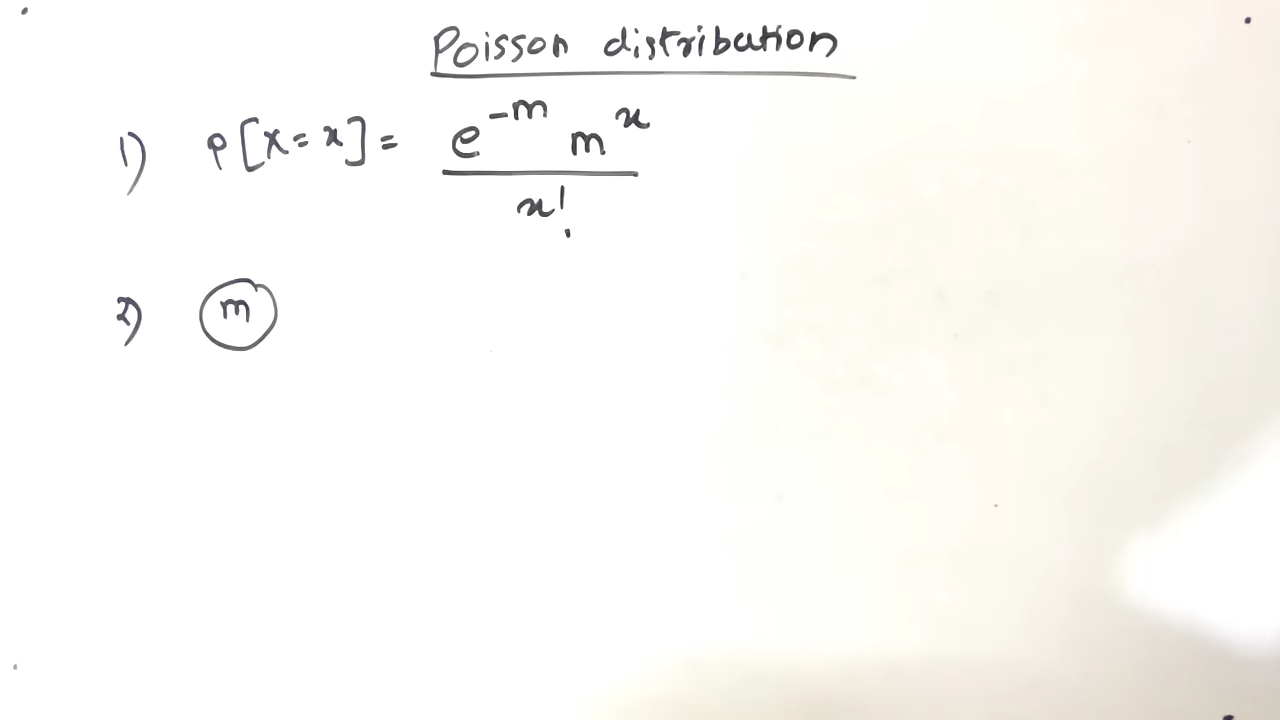 Poisson distribution
1) P[X=x] = e^-m m^x / x!
2) m